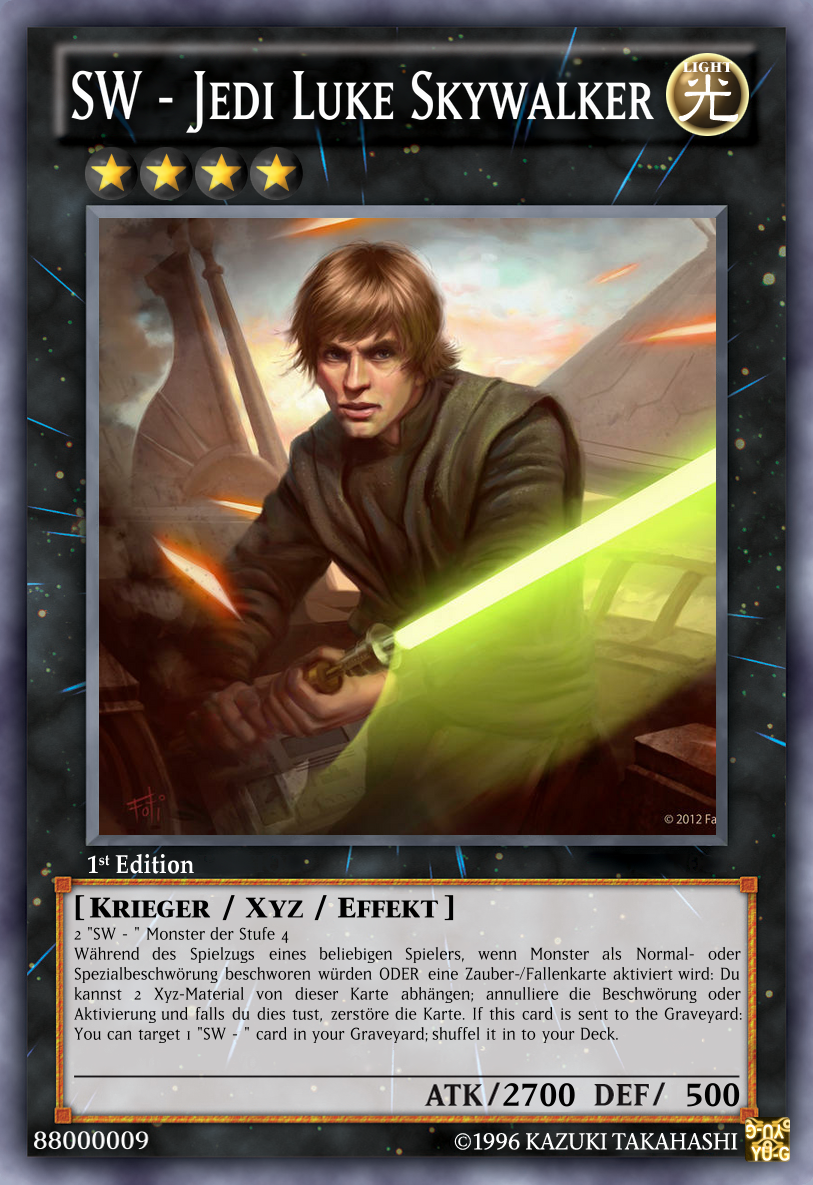 SW - Jedi Luke Skywalker
LIGHT
光
FoFi
© 2012 Fa
1st Edition
[ Krieger / Xyz / Effekt ]
2 "SW - " Monster der Stufe 4
Während des Spielzugs eines beliebigen Spielers, wenn Monster als Normal- oder
Spezialbeschwörung beschworen würden ODER eine Zauber-/Fallenkarte aktiviert wird: Du
kannst 2 Xyz-Material von dieser Karte abhängen; annulliere die Beschwörung oder
Aktivierung und falls du dies tust, zerstöre die Karte. If this card is sent to the Graveyard:
You can target 1 "SW - " card in your Graveyard; shuffel it in to your Deck.
ATK/2700 DEF/ 500
88000009
©1996 KAZUKI TAKAHASHI